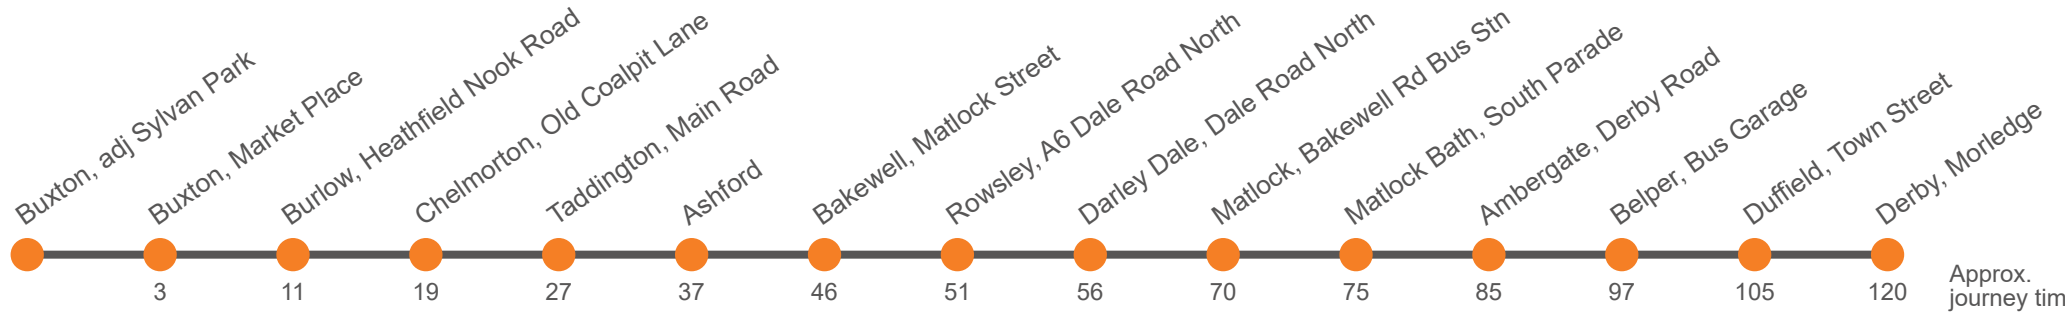 Buxton, adj Sylvan Park
Buxton, Market Place
Burlow, Heathfield Nook Road
Chelmorton, Old Coalpit Lane
Taddington, Main Road
Ashford
Bakewell, Matlock Street
Rowsley, A6 Dale Road North
Darley Dale, Dale Road North
Matlock, Bakewell Rd Bus Stn
Matlock Bath, South Parade
Ambergate, Derby Road
Belper, Bus Garage
Duffield, Town Street
Derby, Morledge
3 11 19 27 37 46 51 56 70 75 85 97 105 120
Approx.
journey tim